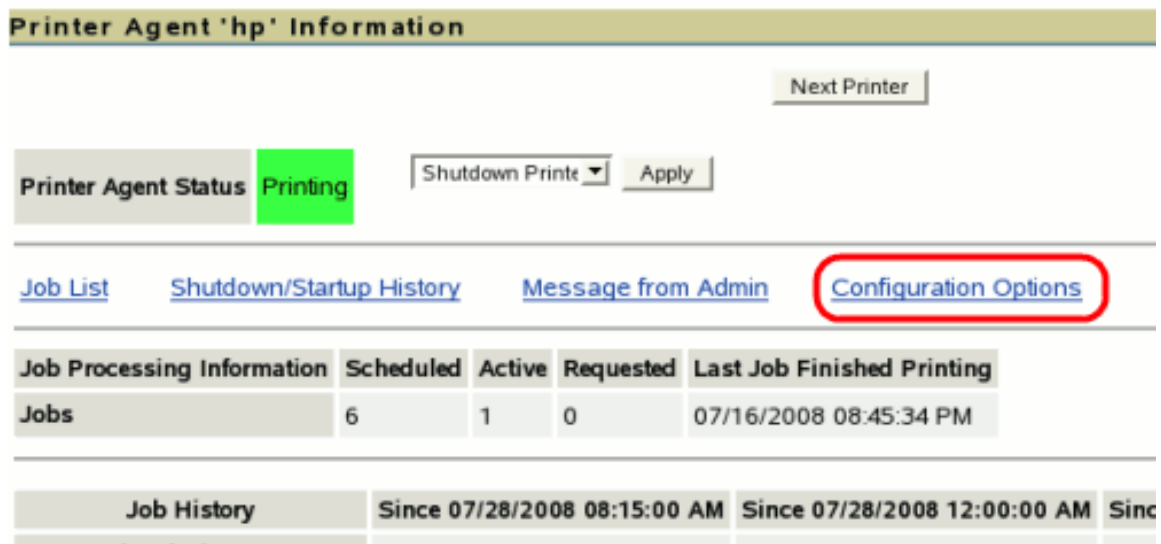 Printer Agent 'hp' Information
Next Printer
Printer Agent Status Printing Shutdown Printe Apply
Job List Shutdown/Startup History Message from Admin Configuration Options
Job Processing Information Scheduled Active Requested Last Job Finished Printing
Jobs 6 1 0 07/16/2008 08:45:34 PM
Job History Since 07/28/2008 08:15:00 AM Since 07/28/2008 12:00:00 AM Sinc